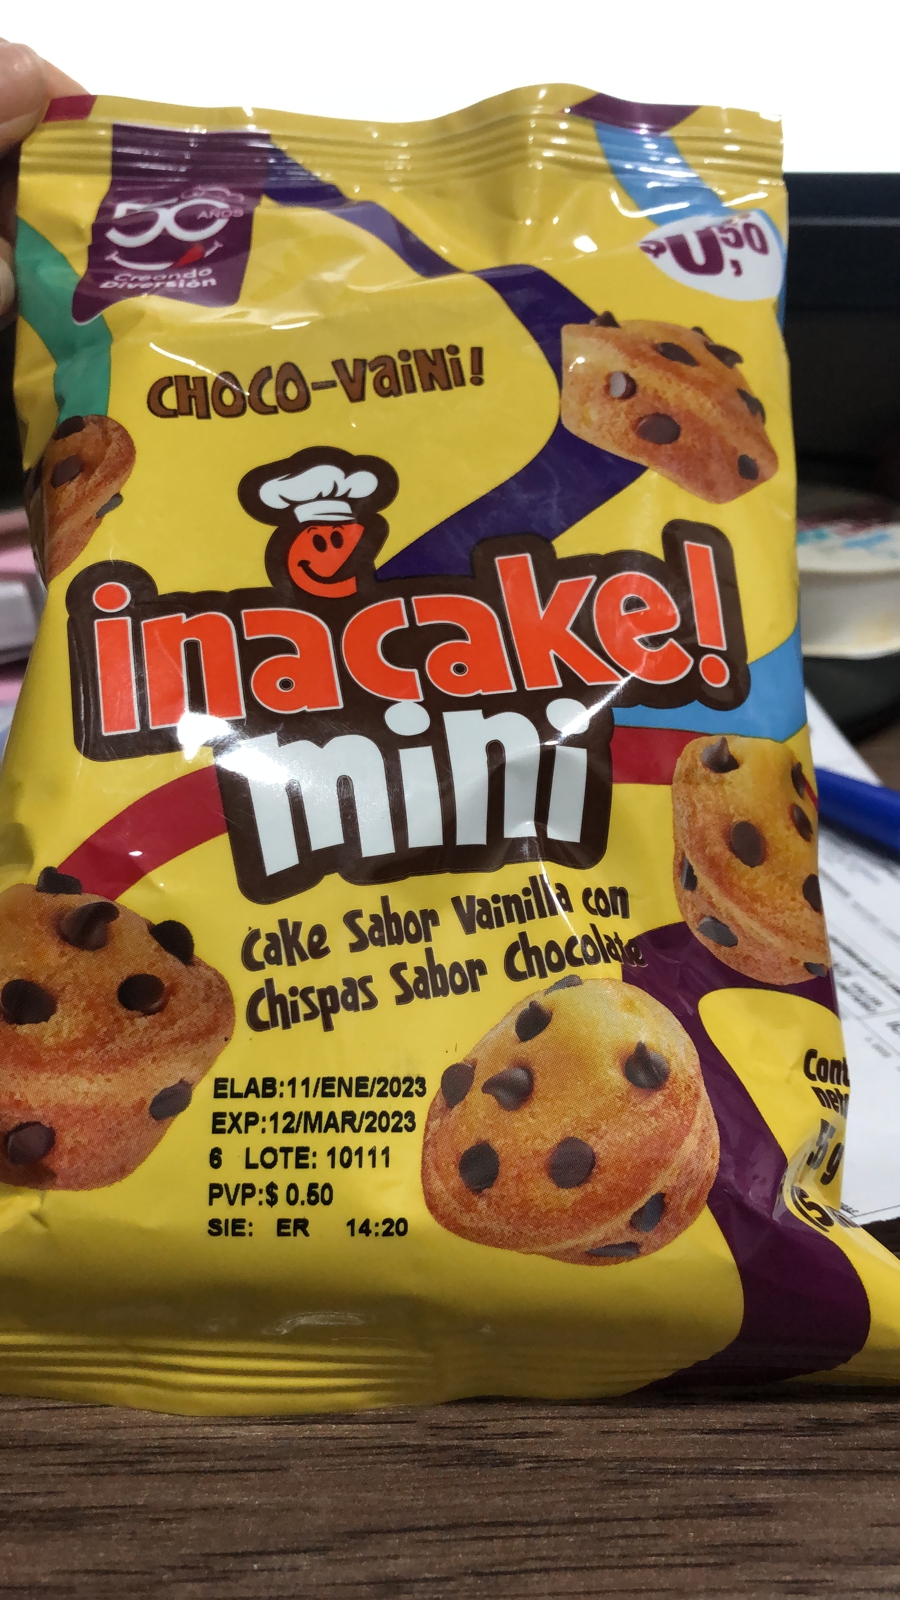 50 AÑOS
Creando
Diversión
$0,50
CHOCO-VaiNi!
inacake!
mini
Cake Sabor Vainilla con
Chispas Sabor Chocolate
ELAB:11/ENE/2023
EXP:12/MAR/2023
6 LOTE: 10111
PVP:$ 0.50
SIE: ER 14:20